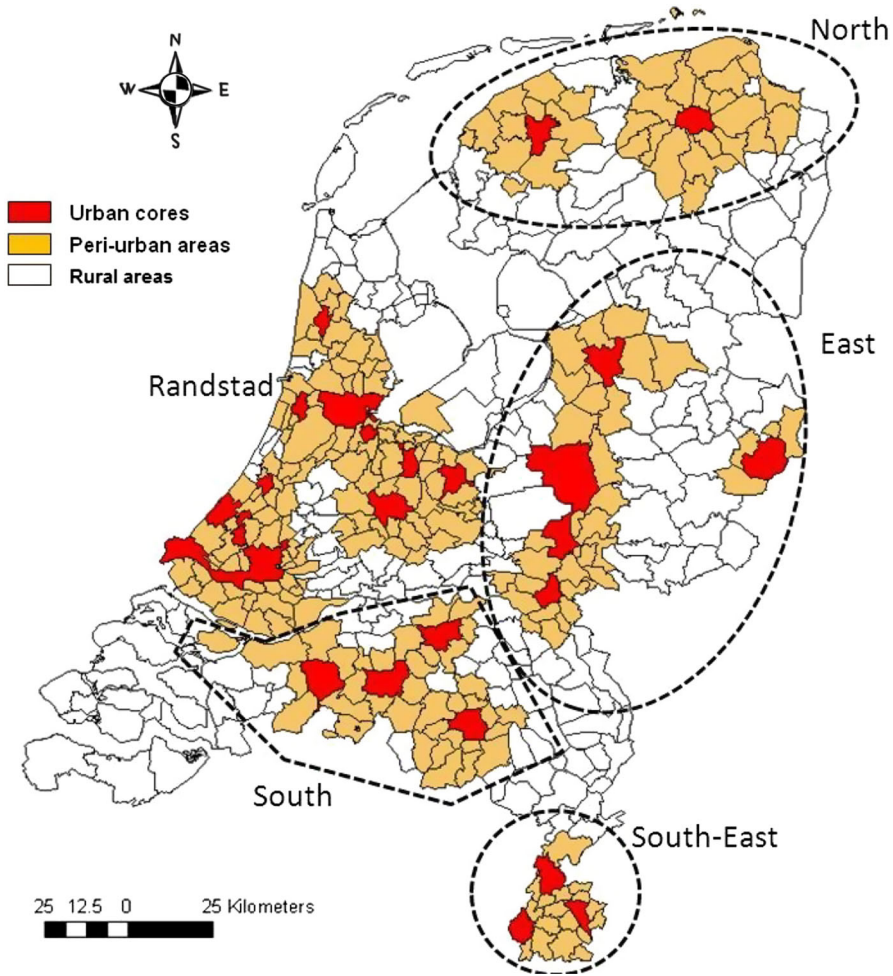 North
N
W E
S
Urban cores
Peri-urban areas
Rural areas
East
Randstad
South
South-East
25 12.5 0 25 Kilometers